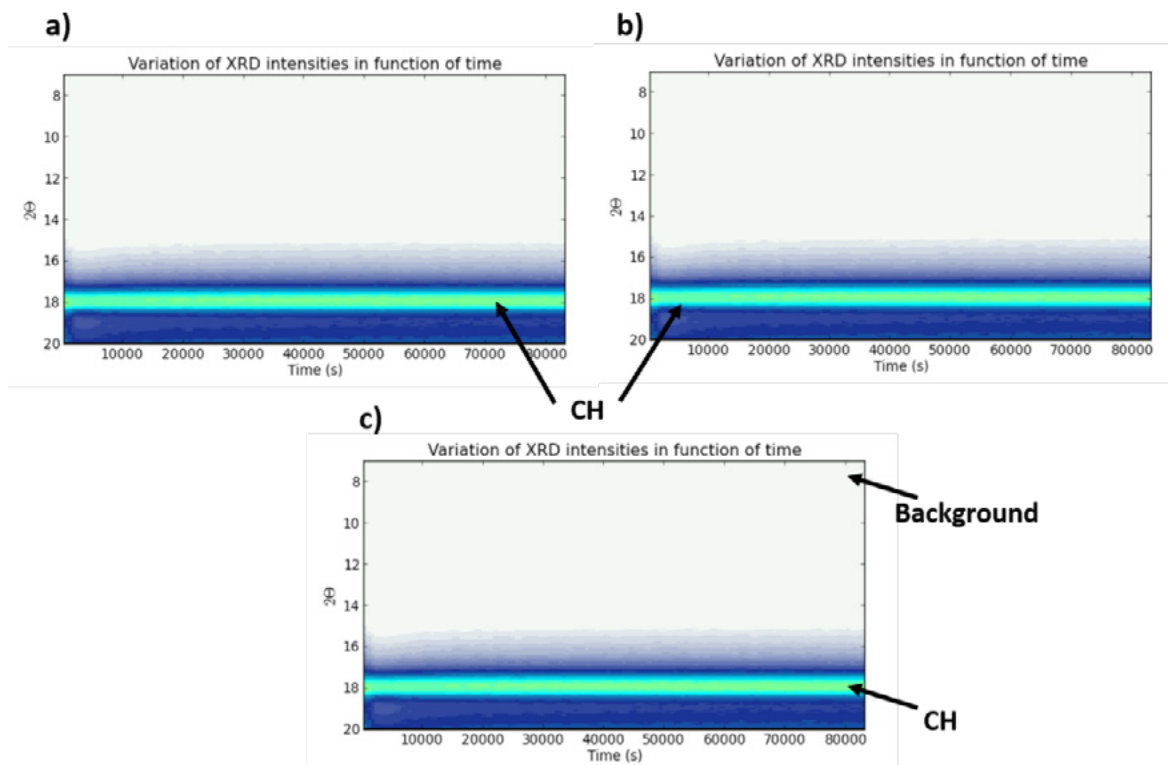 a)
Variation of XRD intensities in function of time
8
10
12
14
16
18
20
2Θ
10000 20000 30000 40000 50000 60000 70000 80000
Time (s)
b)
Variation of XRD intensities in function of time
8
10
12
14
16
18
20
2Θ
10000 20000 30000 40000 50000 60000 70000 80000
Time (s)
CH
c)
Variation of XRD intensities in function of time
8
10
12
14
16
18
20
2Θ
10000 20000 30000 40000 50000 60000 70000 80000
Time (s)
Background
CH